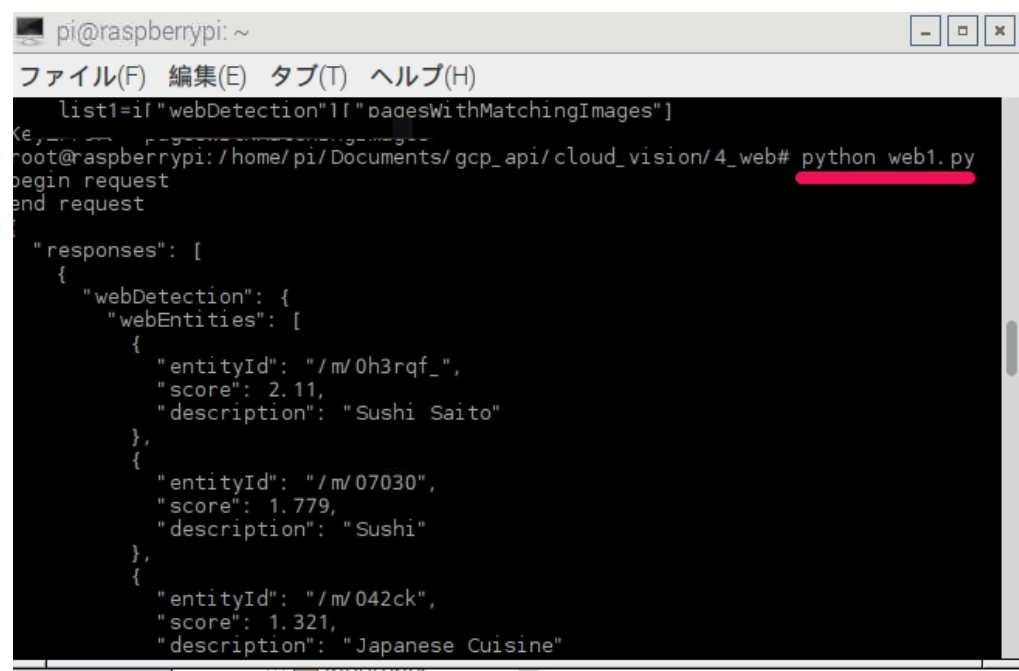 pi@raspberrypi: ~
ファイル(F) 編集(E) タブ(T) ヘルプ(H)
list1=i["webDetection"]["pagesWithMatchingImages"]
root@raspberrypi:/home/pi/Documents/gcp_api/cloud_vision/4_web# python web1.py
begin request
end request
{
"responses": [
{
"webDetection": {
"webEntities": [
{
"entityId": "/m/0h3rqf_",
"score": 2.11,
"description": "Sushi Saito"
},
{
"entityId": "/m/07030",
"score": 1.779,
"description": "Sushi"
},
{
"entityId": "/m/042ck",
"score": 1.321,
"description": "Japanese Cuisine"